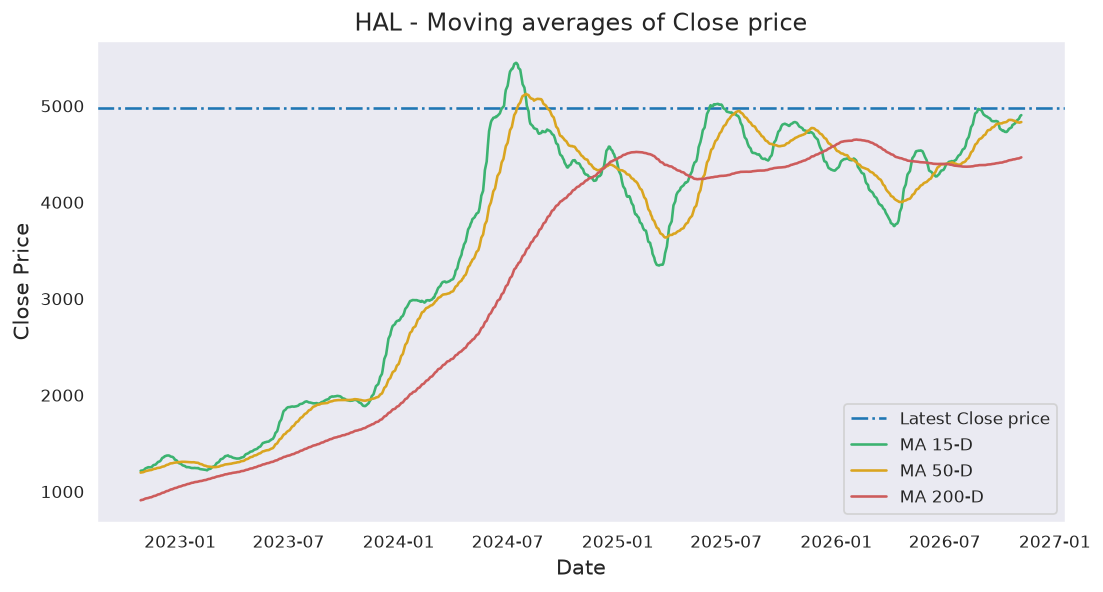 HAL - Moving averages of Close price
Close Price
5000
4000
3000
2000
1000
Latest Close price
MA 15-D
MA 50-D
MA 200-D
2023-01 2023-07 2024-01 2024-07 2025-01 2025-07 2026-01 2026-07 2027-01
Date